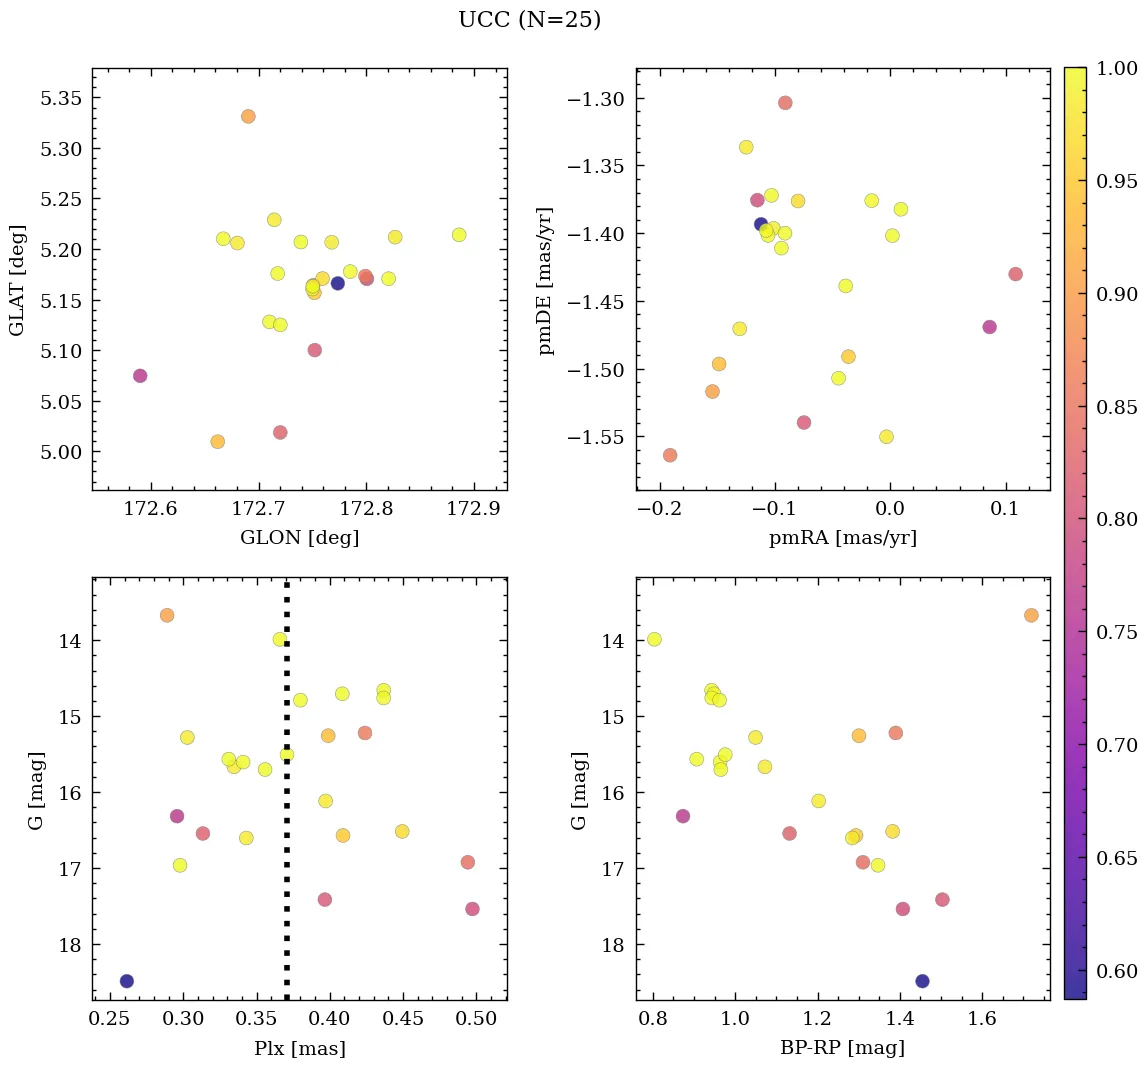 UCC (N=25)
5.35
5.30
5.25
5.20
5.15
5.10
5.05
5.00
GLAT [deg]
172.6 172.7 172.8 172.9
GLON [deg]
−1.30
−1.35
−1.40
−1.45
−1.50
−1.55
pmDE [mas/yr]
−0.2 −0.1 0.0 0.1
pmRA [mas/yr]
14
15
16
17
18
G [mag]
0.25 0.30 0.35 0.40 0.45 0.50
Plx [mas]
14
15
16
17
18
G [mag]
0.8 1.0 1.2 1.4 1.6
BP-RP [mag]
1.00
0.95
0.90
0.85
0.80
0.75
0.70
0.65
0.60